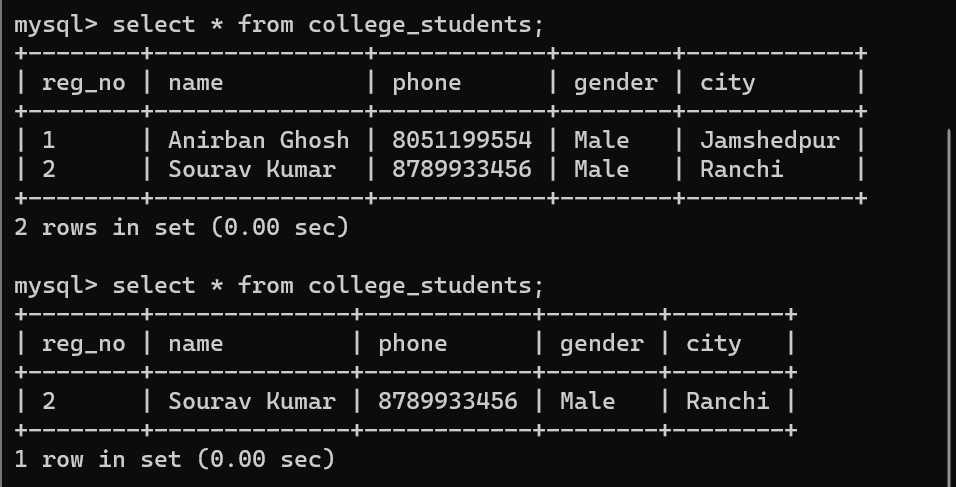 mysql> select * from college_students;
+--------+---------------+------------+--------+------------+
| reg_no | name          | phone      | gender | city       |
+--------+---------------+------------+--------+------------+
| 1      | Anirban Ghosh | 8051199554 | Male   | Jamshedpur |
| 2      | Sourav Kumar  | 8789933456 | Male   | Ranchi     |
+--------+---------------+------------+--------+------------+
2 rows in set (0.00 sec)

mysql> select * from college_students;
+--------+--------------+------------+--------+--------+
| reg_no | name         | phone      | gender | city   |
+--------+--------------+------------+--------+--------+
| 2      | Sourav Kumar | 8789933456 | Male   | Ranchi |
+--------+--------------+------------+--------+--------+
1 row in set (0.00 sec)